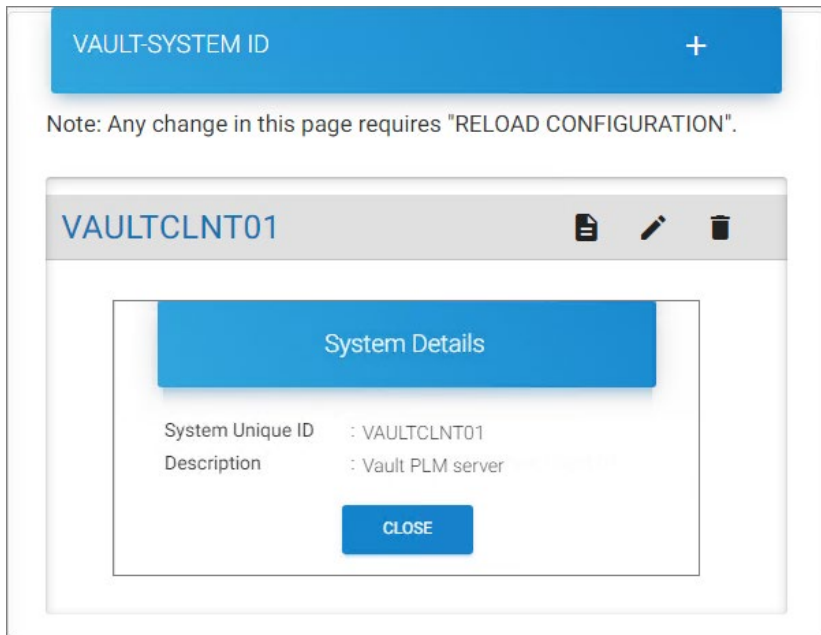 VAULT-SYSTEM ID +
Note: Any change in this page requires "RELOAD CONFIGURATION".
VAULTCLNT01
System Details
System Unique ID : VAULTCLNT01
Description : Vault PLM server
CLOSE